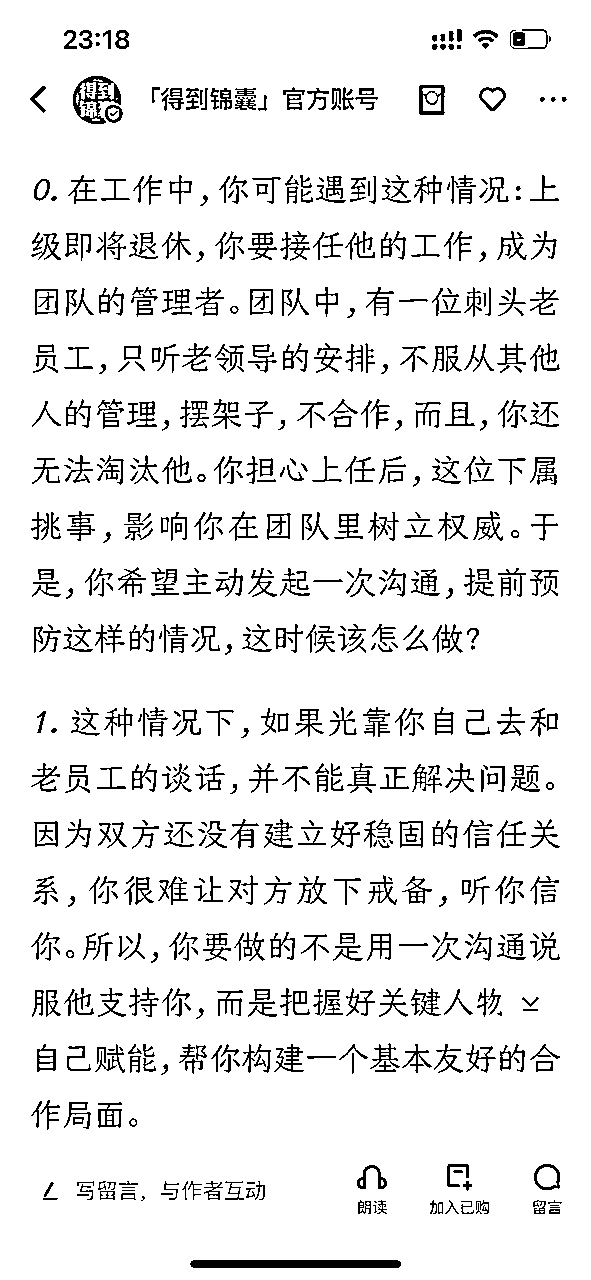 23:18
得到锦囊
「得到锦囊」官方账号
0. 在工作中,你可能遇到这种情况:上
级即将退休,你要接任他的工作,成为
团队的管理者。团队中,有一位刺头老
员工,只听老领导的安排,不服从其他
人的管理,摆架子,不合作,而且,你还
无法淘汰他。你担心上任后,这位下属
挑事,影响你在团队里树立权威。于
是,你希望主动发起一次沟通,提前预
防这样的情况,这时候该怎么做?
1. 这种情况下,如果光靠你自己去和
老员工的谈话,并不能真正解决问题。
因为双方还没有建立好稳固的信任关
系,你很难让对方放下戒备,听你信
你。所以,你要做的不是用一次沟通说
服他支持你,而是把握好关键人物
自己赋能,帮你构建一个基本友好的合
作局面。
写留言,与作者互动
朗读
加入已购
留言